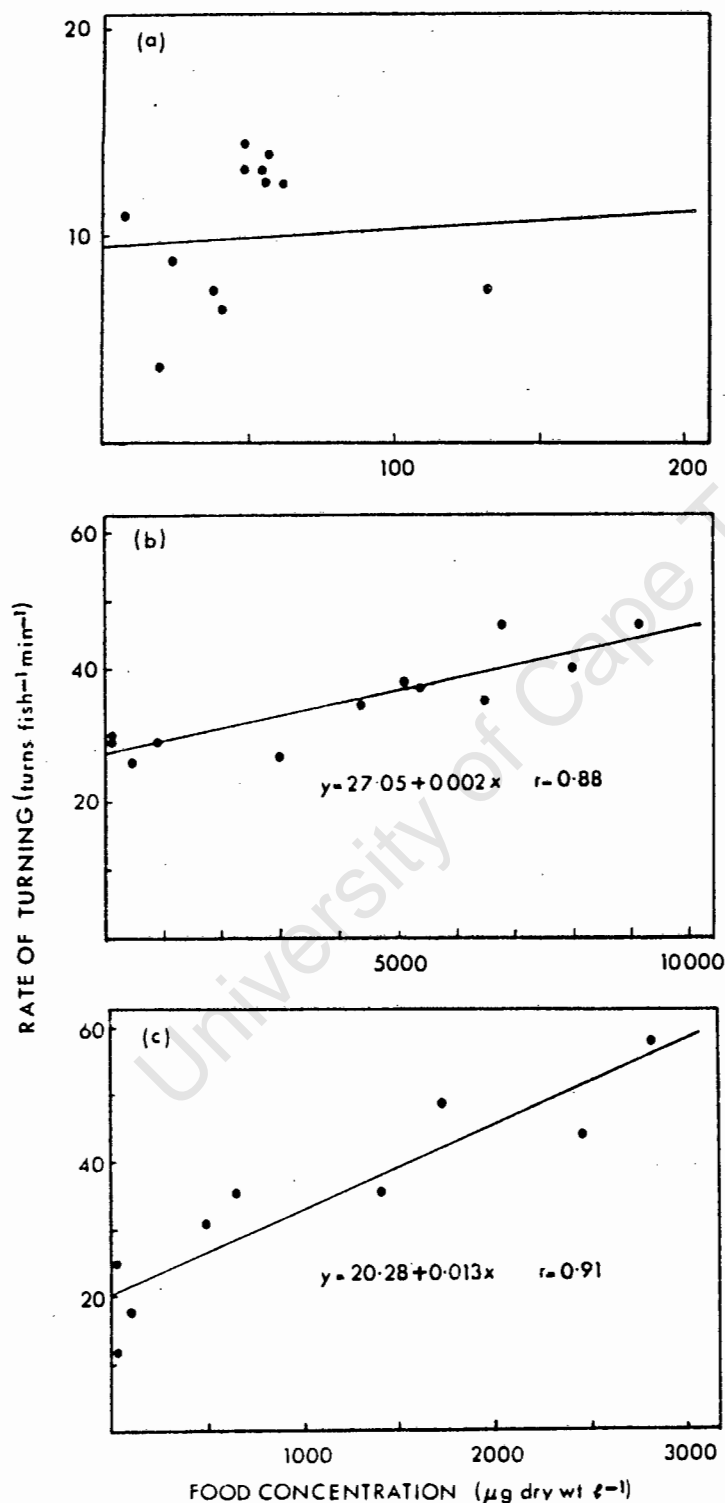 20
(a)
10
100
200
60
(b)
40
y=27·05+0 002x r=0·88
20
5000
10000
60
(c)
40
y=20·28+0·013x r=0·91
20
1000
2000
3000
RATE OF TURNING (turns fish⁻¹ min⁻¹)
FOOD CONCENTRATION (μg dry wt ℓ⁻¹)
University of Cape T